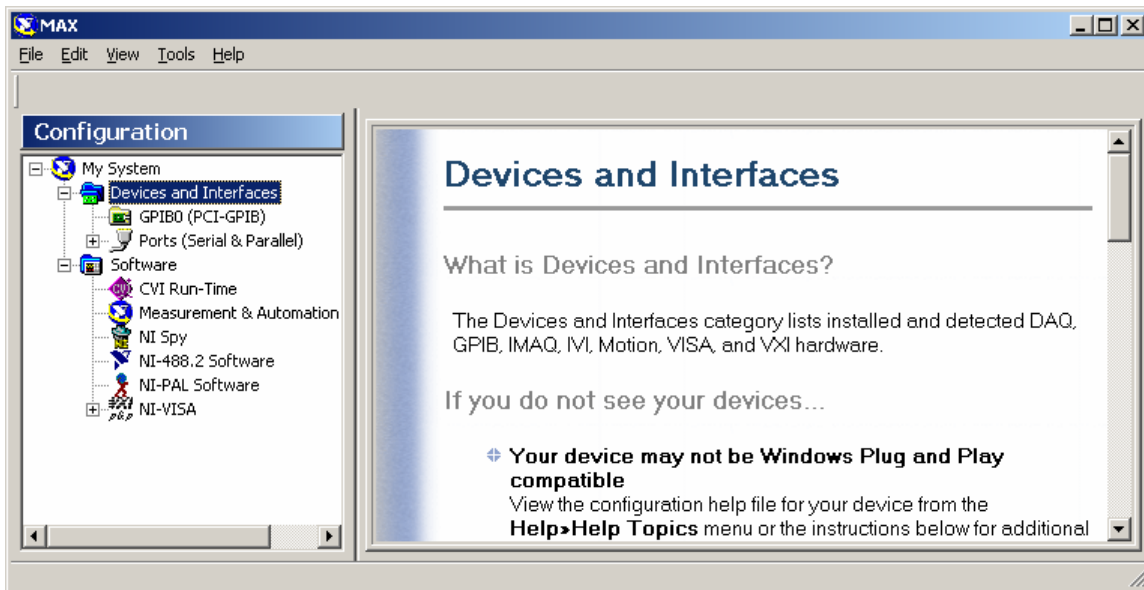 MAX
File Edit View Tools Help
Configuration
My System
Devices and Interfaces
GPIB0 (PCI-GPIB)
Ports (Serial & Parallel)
Software
CVI Run-Time
Measurement & Automation
NI Spy
NI-488.2 Software
NI-PAL Software
NI-VISA
Devices and Interfaces
What is Devices and Interfaces?
The Devices and Interfaces category lists installed and detected DAQ,
GPIB, IMAQ, IVI, Motion, VISA, and VXI hardware.
If you do not see your devices...
Your device may not be Windows Plug and Play
compatible
View the configuration help file for your device from the
Help»Help Topics menu or the instructions below for additional